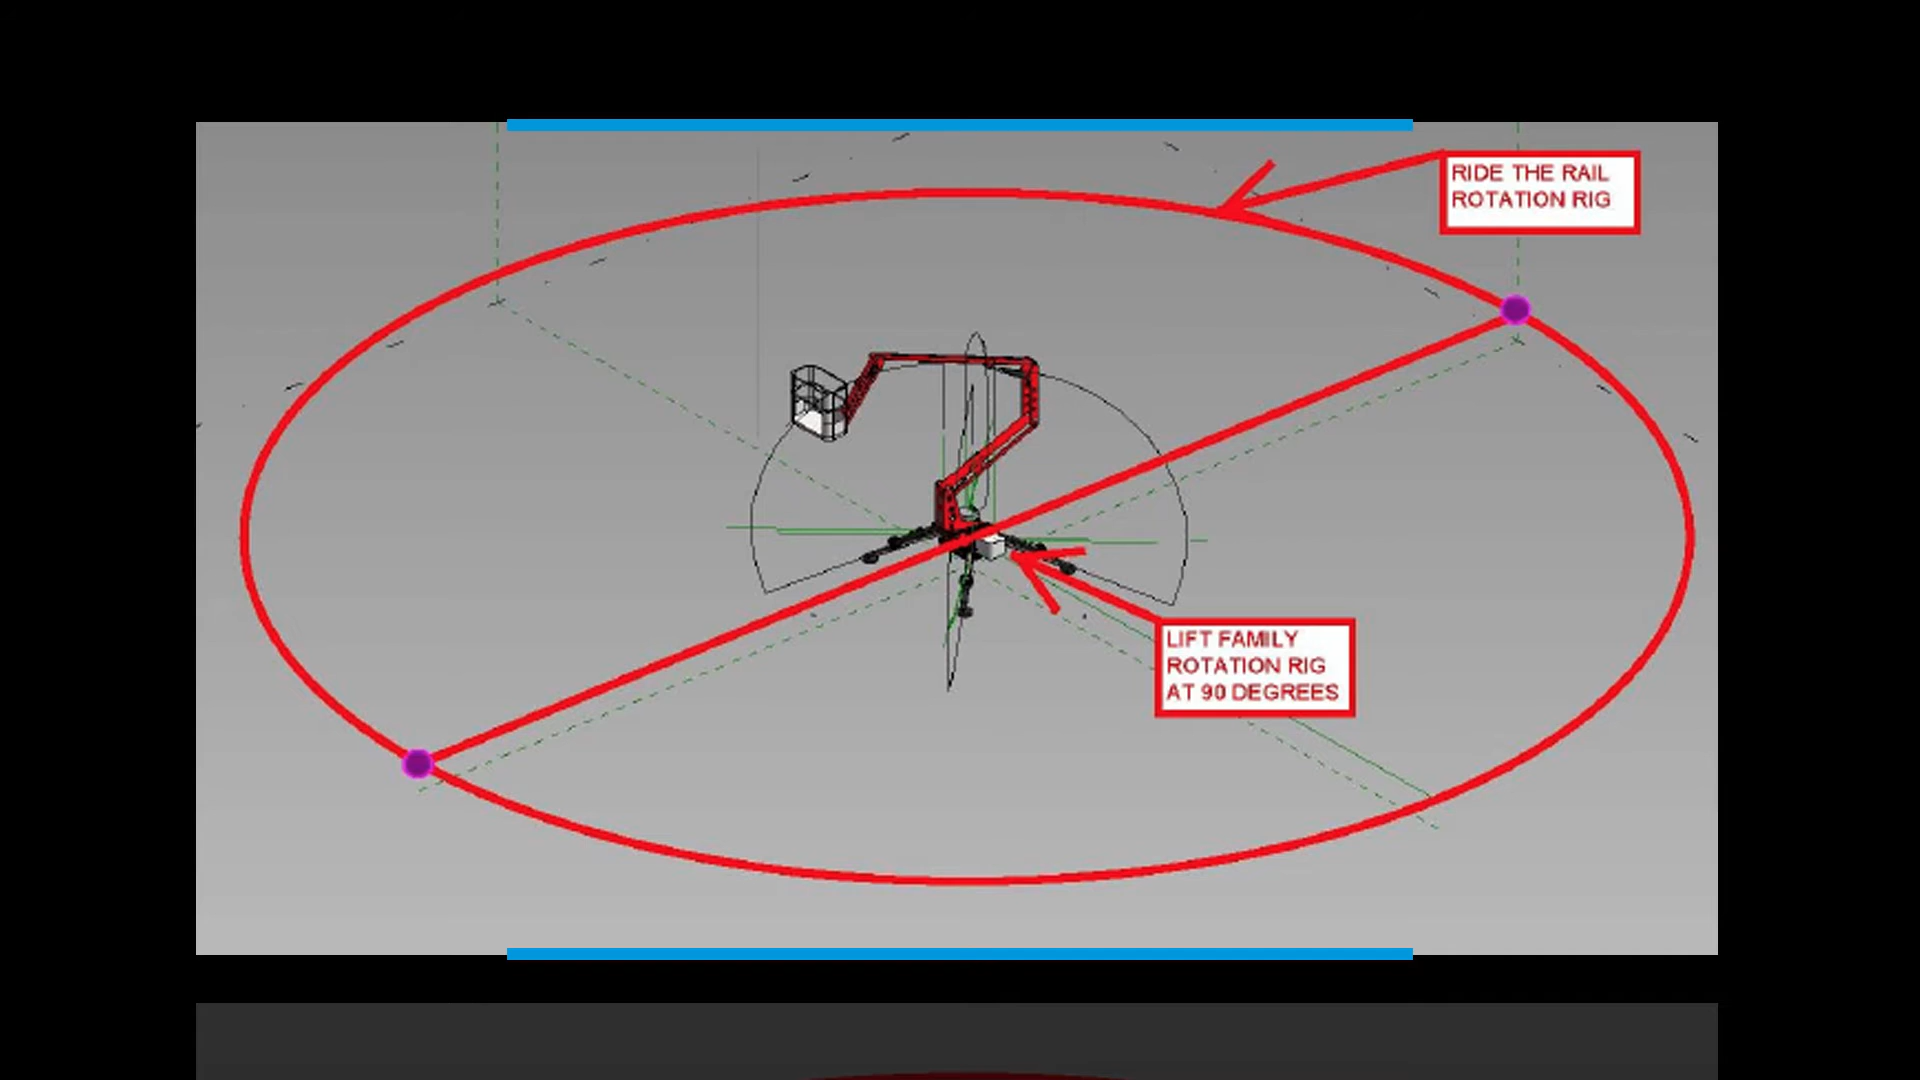 RIDE THE RAIL
ROTATION RIG
LIFT FAMILY
ROTATION RIG
AT 90 DEGREES